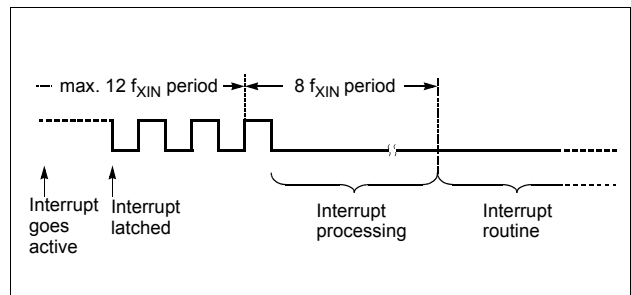 max. 12 fXIN period
8 fXIN period
Interrupt
goes
active
Interrupt
latched
Interrupt
processing
Interrupt
routine